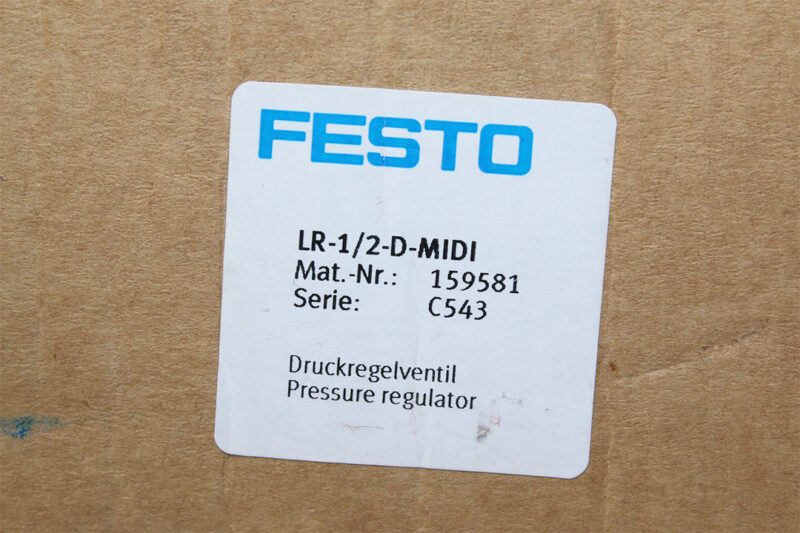 FESTO
LR-1/2-D-MIDI
Mat.-Nr.: 159581
Serie: C543
Druckregelventil
Pressure regulator